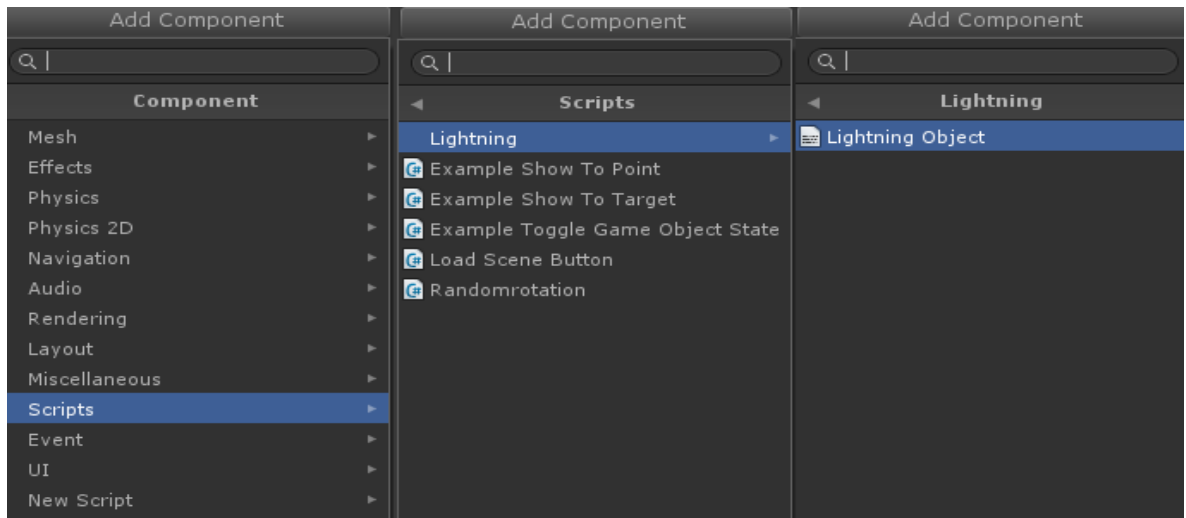 Add Component
Component
Mesh
Effects
Physics
Physics 2D
Navigation
Audio
Rendering
Layout
Miscellaneous
Scripts
Event
UI
New Script
Add Component
Scripts
Lightning
Example Show To Point
Example Show To Target
Example Toggle Game Object State
Load Scene Button
Randomrotation
Add Component
Lightning
Lightning Object